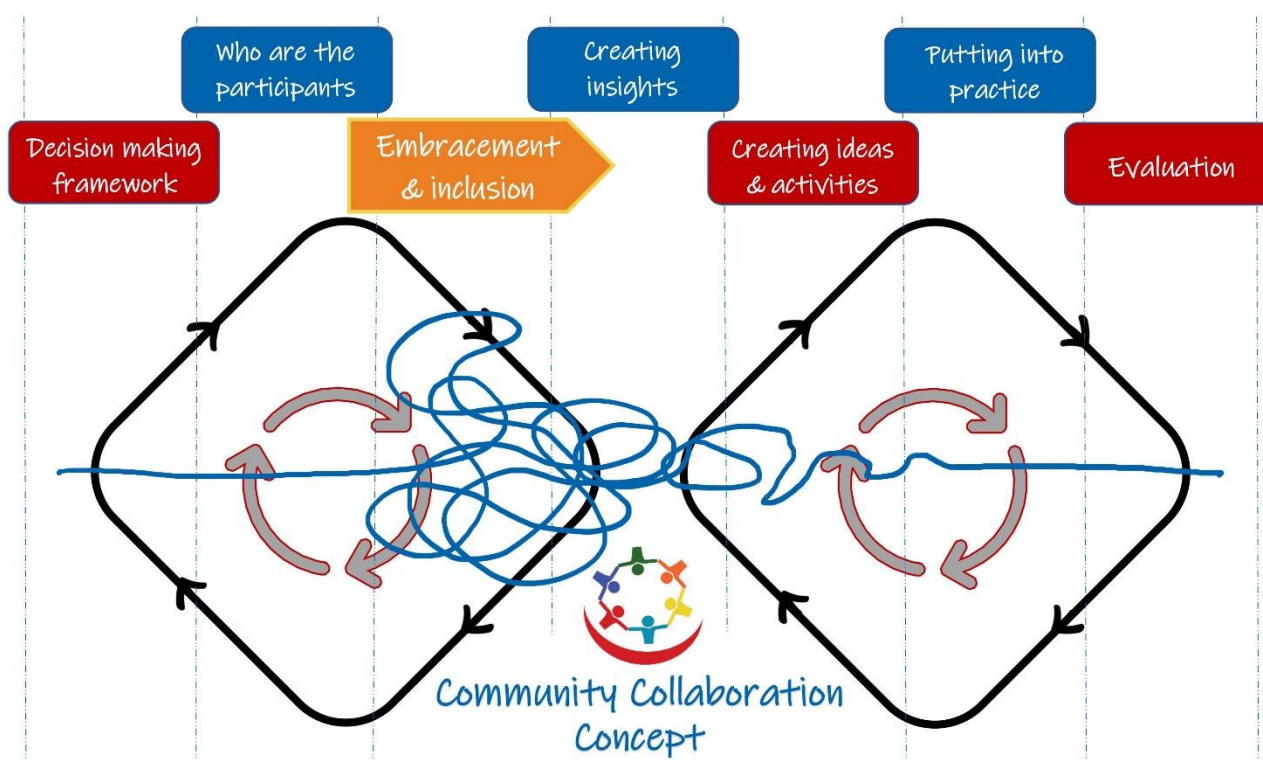 Who are the
participants
Creating
insights
Putting into
practice
Decision making
framework
Embracement
& inclusion
Creating ideas
& activities
Evaluation
Community Collaboration
Concept